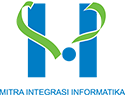 MITRA INTEGRASI INFORMATIKA